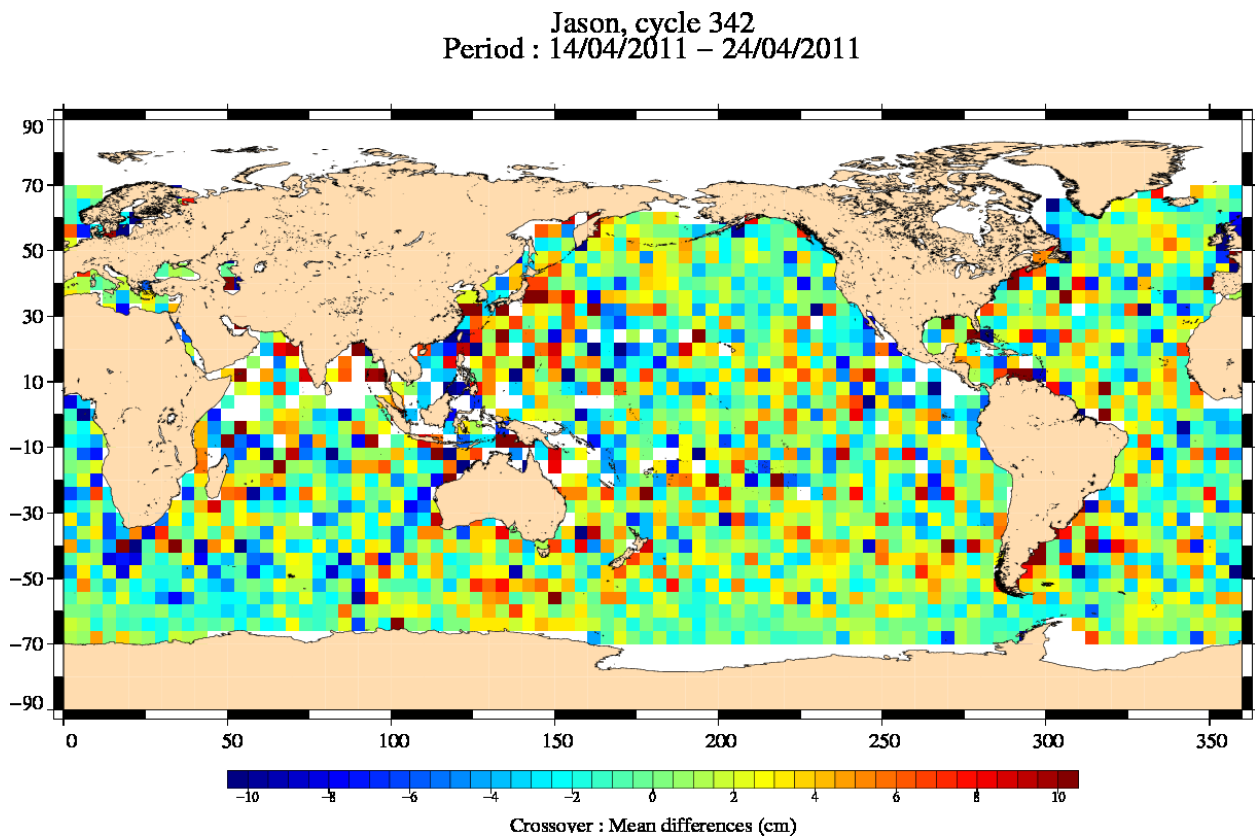 Jason, cycle 342
Period : 14/04/2011 − 24/04/2011
90
70
50
30
10
−10
−30
−50
−70
−90
0 50 100 150 200 250 300 350
−10 −8 −6 −4 −2 0 2 4 6 8 10
Crossover : Mean differences (cm)